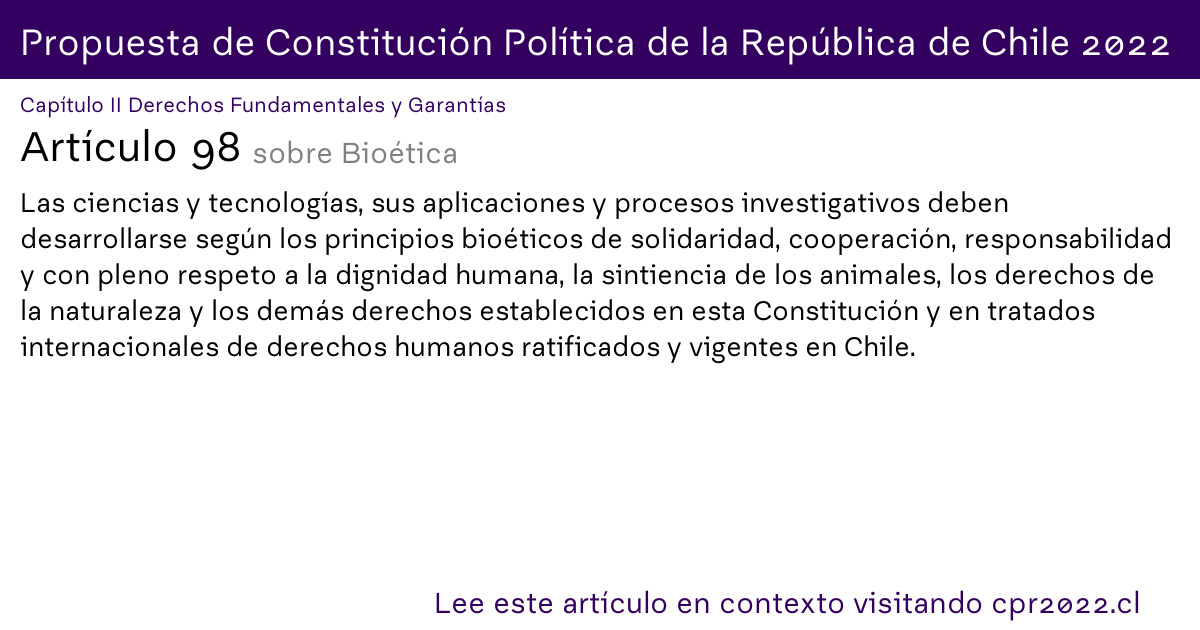 Propuesta de Constitución Política de la República de Chile 2022
Capítulo II Derechos Fundamentales y Garantías
Artículo 98 sobre Bioética
Las ciencias y tecnologías, sus aplicaciones y procesos investigativos deben
desarrollarse según los principios bioéticos de solidaridad, cooperación, responsabilidad
y con pleno respeto a la dignidad humana, la sintiencia de los animales, los derechos de
la naturaleza y los demás derechos establecidos en esta Constitución y en tratados
internacionales de derechos humanos ratificados y vigentes en Chile.
Lee este artículo en contexto visitando cpr2022.cl